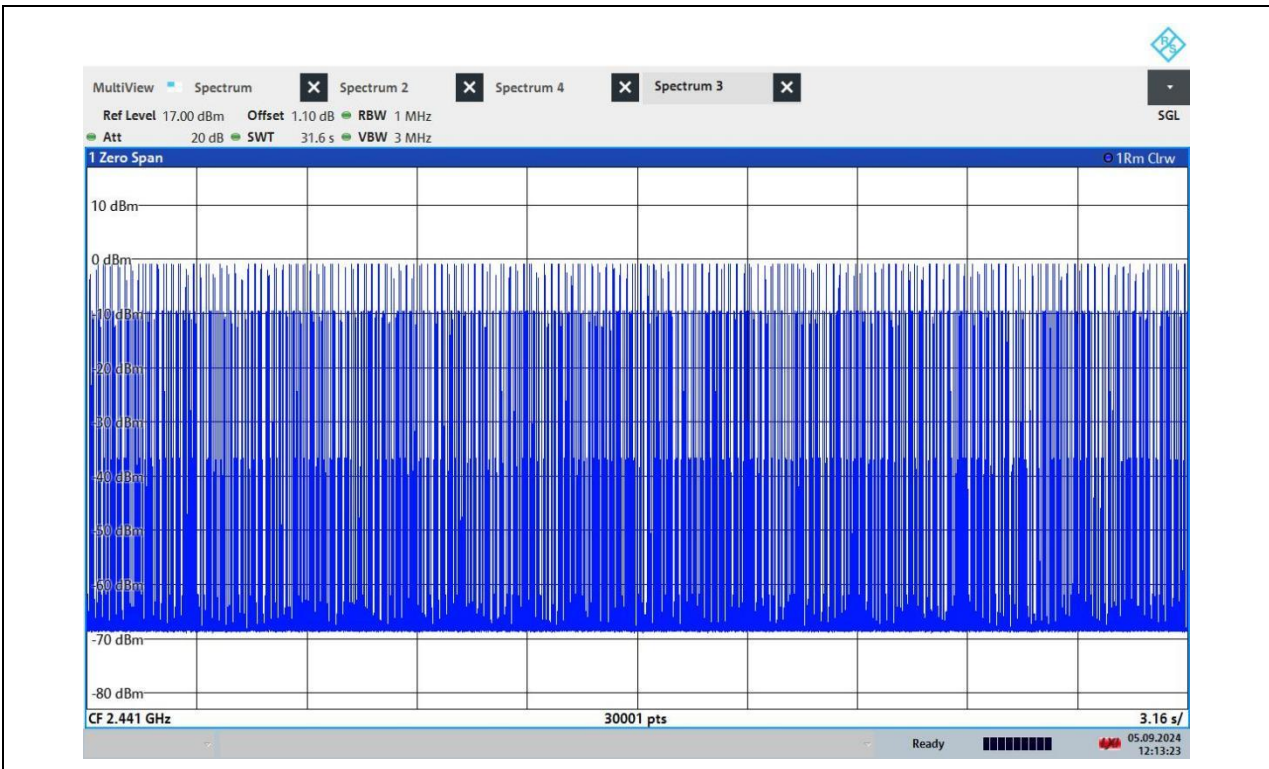 R S
MultiView Spectrum Spectrum 2 Spectrum 4 Spectrum 3
Ref Level 17.00 dBm Offset 1.10 dB RBW 1 MHz SGL
Att 20 dB SWT 31.6 s VBW 3 MHz
1 Zero Span 1Rm Clrw
10 dBm
0 dBm
-10 dBm
-20 dBm
-30 dBm
-40 dBm
-50 dBm
-60 dBm
-70 dBm
-80 dBm
CF 2.441 GHz 30001 pts 3.16 s/
Ready 05.09.2024
12:13:23